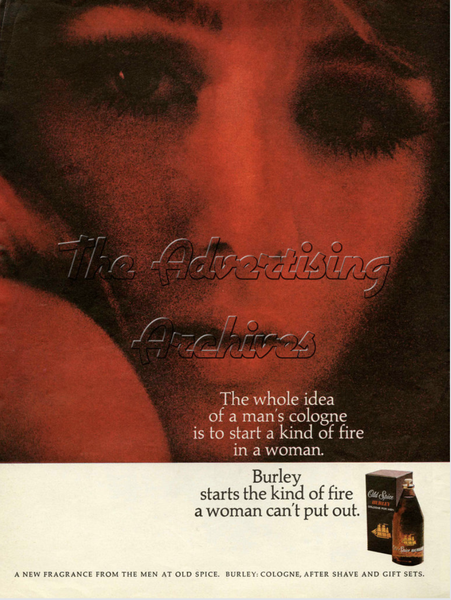 The Advertising
Archives
The whole idea
of a man's cologne
is to start a kind of fire
in a woman.
Burley
starts the kind of fire
a woman can't put out.
Old Spice
BURLEY
A NEW FRAGRANCE FROM THE MEN AT OLD SPICE. BURLEY: COLOGNE, AFTER SHAVE AND GIFT SETS.